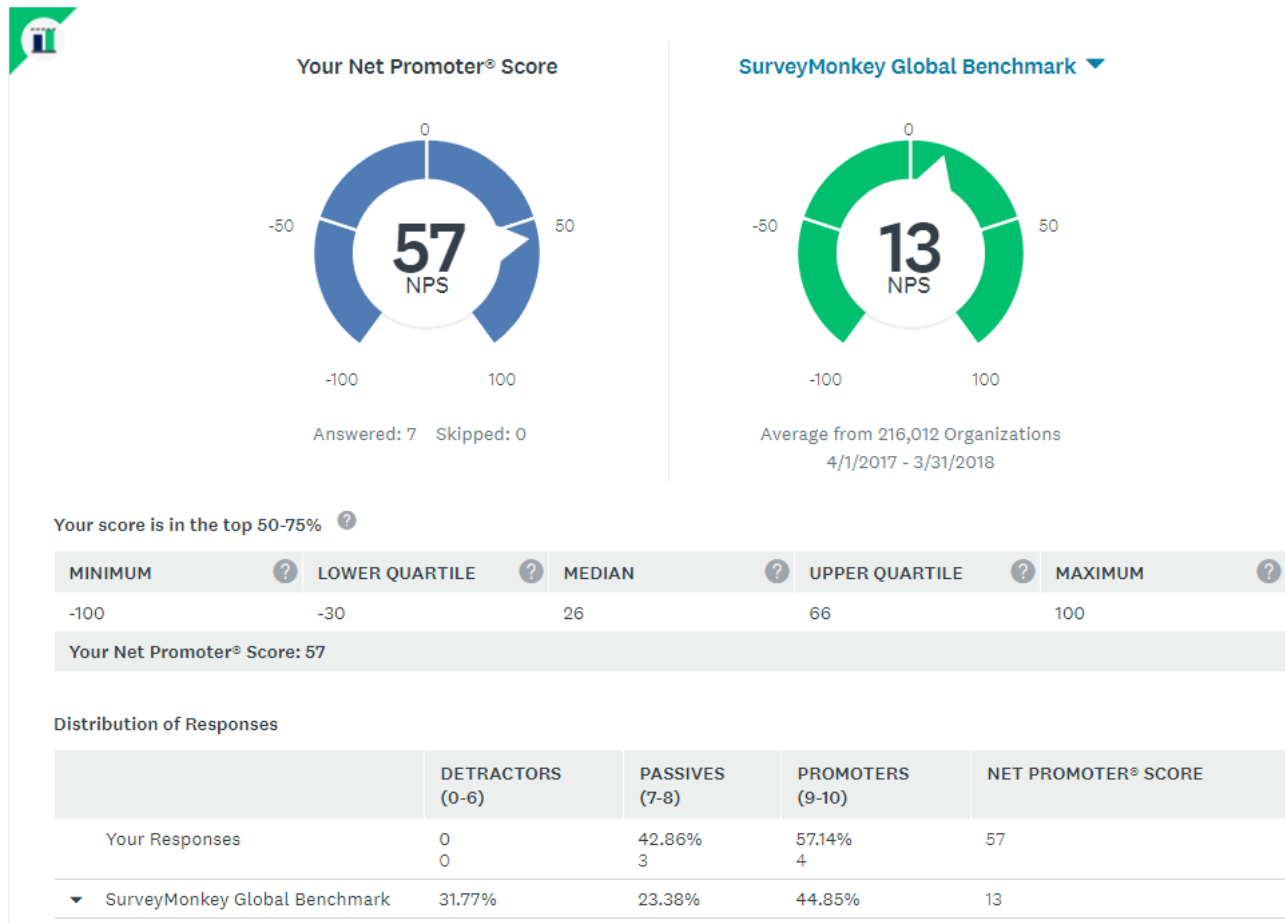 Your Net Promoter® Score
SurveyMonkey Global Benchmark
0
-50
50
57
NPS
-100
100
Answered: 7 Skipped: 0
0
-50
50
13
NPS
-100
100
Average from 216,012 Organizations
4/1/2017 - 3/31/2018
Your score is in the top 50-75% ?
MINIMUM ? LOWER QUARTILE ? MEDIAN ? UPPER QUARTILE ? MAXIMUM ?
-100 -30 26 66 100
Your Net Promoter® Score: 57
Distribution of Responses
DETRACTORS (0-6) PASSIVES (7-8) PROMOTERS (9-10) NET PROMOTER® SCORE
Your Responses 0 42.86% 57.14% 57
0 3 4
SurveyMonkey Global Benchmark 31.77% 23.38% 44.85% 13